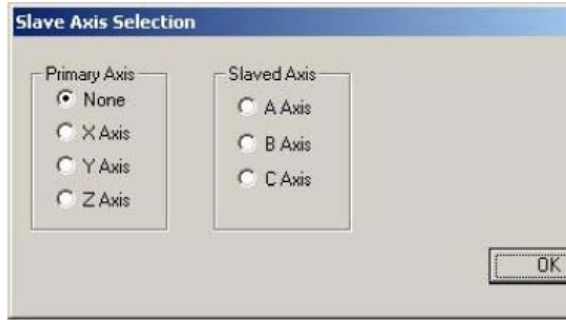 Slave Axis Selection
Primary Axis
None
X Axis
Y Axis
Z Axis
Slaved Axis
A Axis
B Axis
C Axis
OK